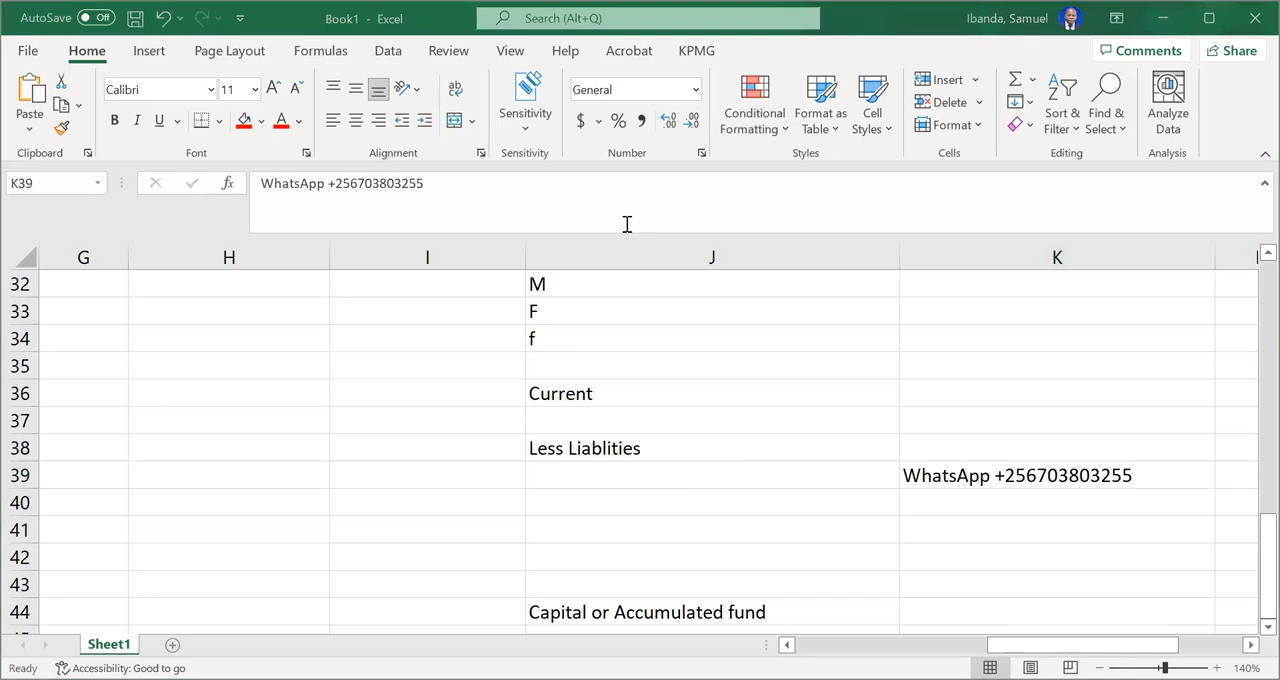 AutoSave Off Book1 - Excel Search (Alt+Q) Ibanda, Samuel
File Home Insert Page Layout Formulas Data Review View Help Acrobat KPMG Comments Share
Calibri 11 General
Paste Sensitivity Conditional Formatting Format as Table Cell Styles Insert Delete Format Sort & Filter Find & Select Analyze Data
B I U $ %
Clipboard Font Alignment Sensitivity Number Styles Cells Editing Analysis
K39 fx WhatsApp +256703803255
G H I J K
32 M
33 F
34 f
35
36 Current
37
38 Less Liablities
39 WhatsApp +256703803255
40
41
42
43
44 Capital or Accumulated fund
Sheet1
Ready Accessibility: Good to go 140%